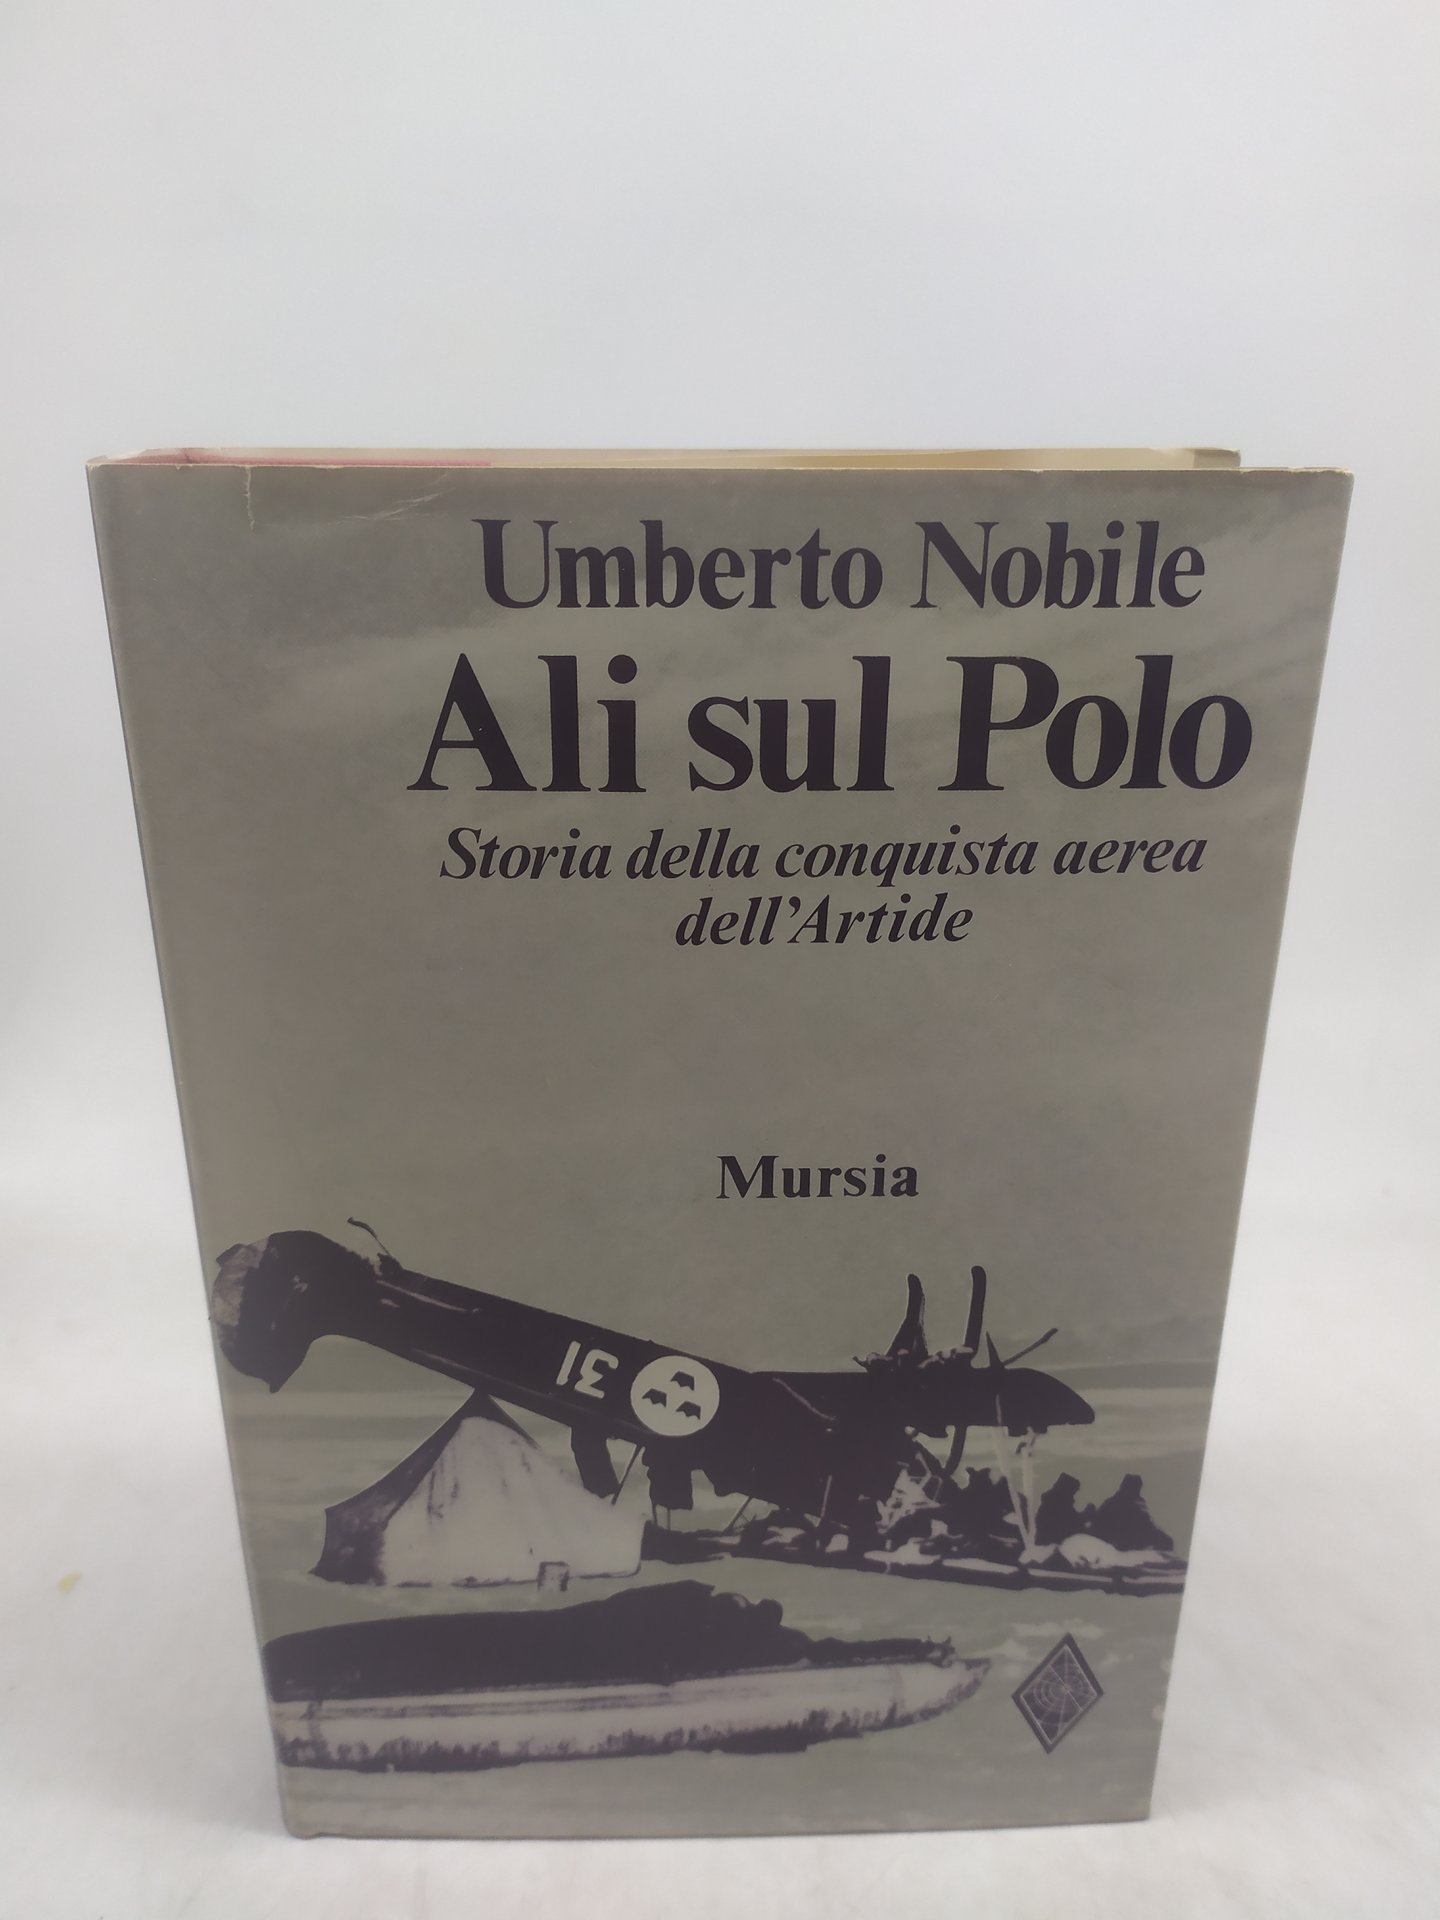 Umberto Nobile
Ali sul Polo
Storia della conquista aerea
dell'Artide
Mursia
31